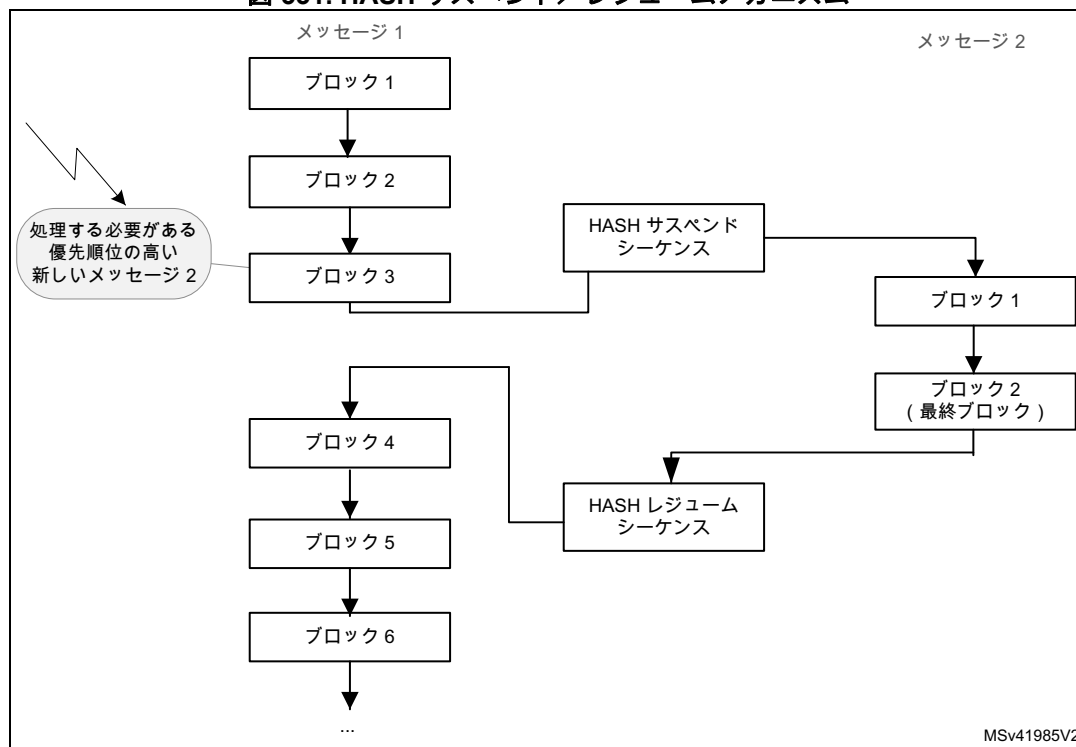 メッセージ 1
メッセージ 2
ブロック 1
ブロック 2
処理する必要がある
優先順位の高い
新しいメッセージ 2
ブロック 3
HASH サスペンド
シーケンス
ブロック 1
ブロック 2
( 最終ブロック )
HASH レジューム
シーケンス
ブロック 4
ブロック 5
ブロック 6
...
MSv41985V2